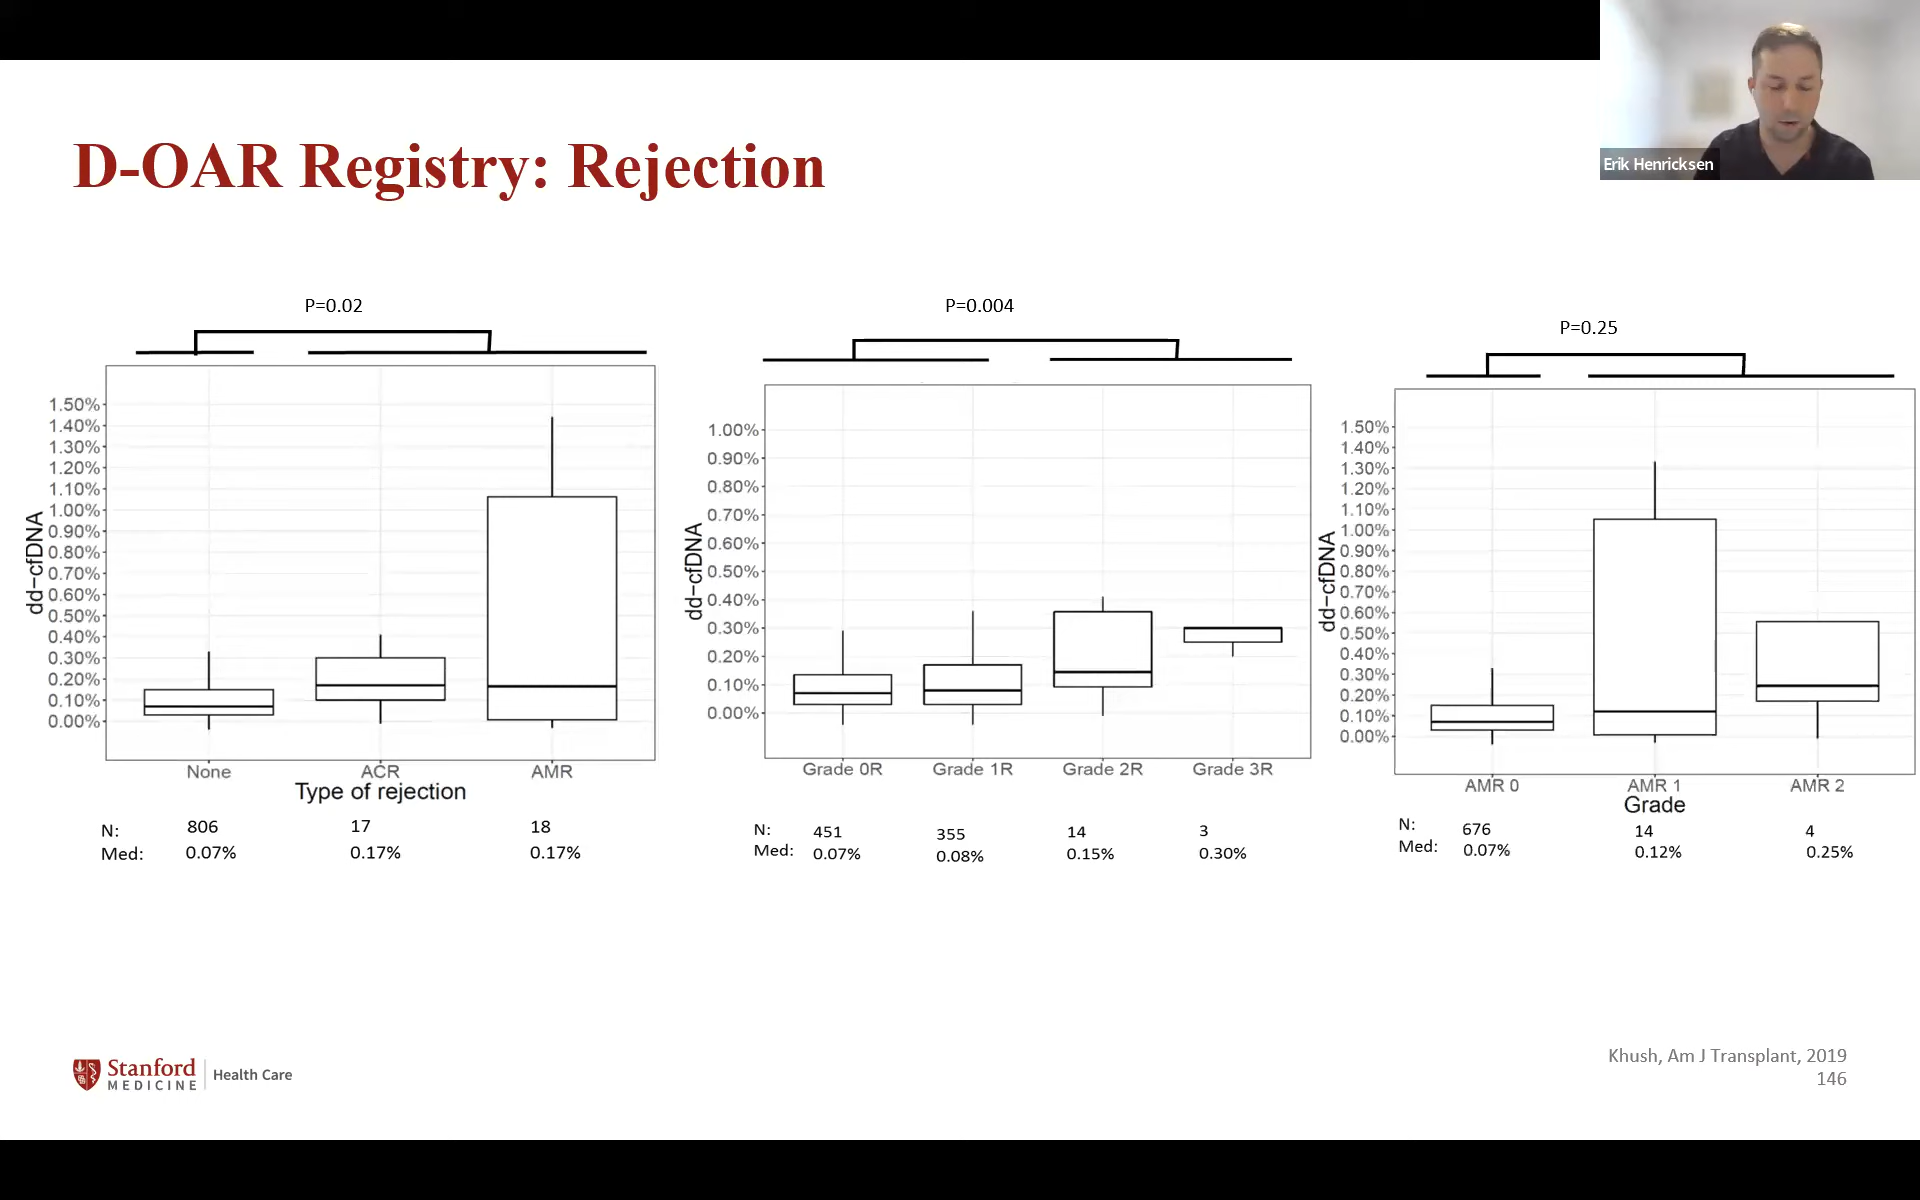 Erik Henricksen
D-OAR Registry: Rejection
P=0.02
1.50%
1.40%
1.30%
1.20%
1.10%
1.00%
0.90%
0.80%
0.70%
0.60%
0.50%
0.40%
0.30%
0.20%
0.10%
0.00%
dd-cfDNA
None ACR AMR
Type of rejection
N: 806 17 18
Med: 0.07% 0.17% 0.17%
P=0.004
1.00%
0.90%
0.80%
0.70%
0.60%
0.50%
0.40%
0.30%
0.20%
0.10%
0.00%
dd-cfDNA
Grade 0R Grade 1R Grade 2R Grade 3R
N: 451 355 14 3
Med: 0.07% 0.08% 0.15% 0.30%
P=0.25
1.50%
1.40%
1.30%
1.20%
1.10%
1.00%
0.90%
0.80%
0.70%
0.60%
0.50%
0.40%
0.30%
0.20%
0.10%
0.00%
dd-cfDNA
AMR 0 AMR 1 AMR 2
Grade
N: 676 14 4
Med: 0.07% 0.12% 0.25%
Stanford
MEDICINE
Health Care
Khush, Am J Transplant, 2019
146